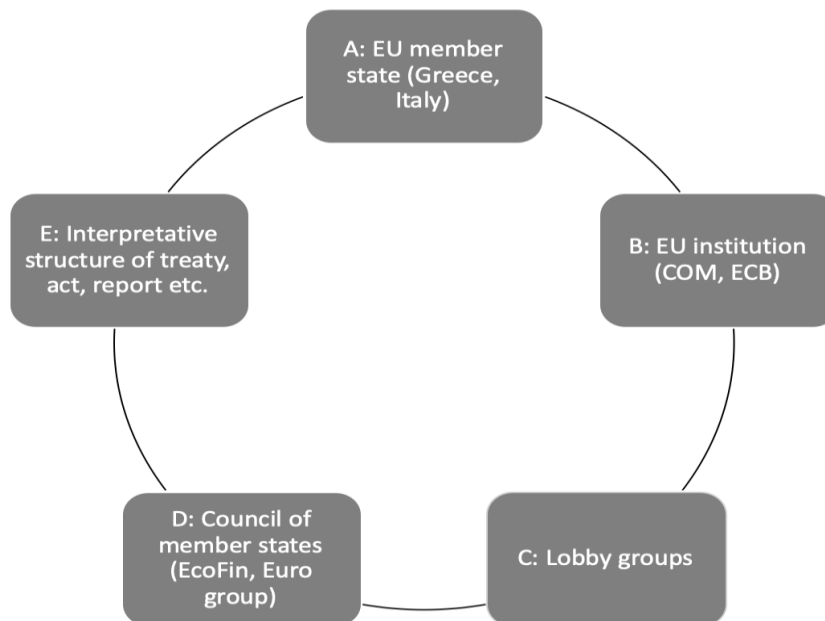 A: EU member
state (Greece,
Italy)
B: EU institution
(COM, ECB)
C: Lobby groups
D: Council of
member states
(EcoFin, Euro
group)
E: Interpretative
structure of treaty,
act, report etc.